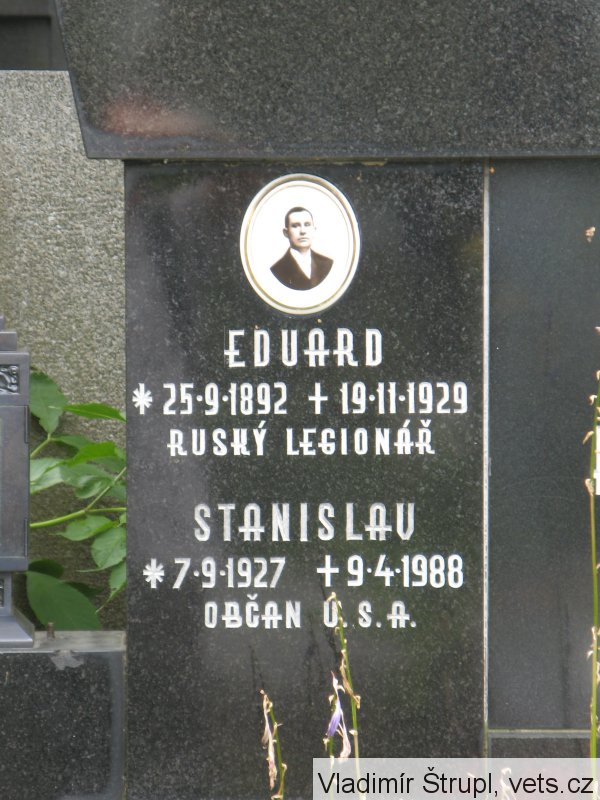 EDUARD
* 25·9·1892 + 19·11·1929
RUSKÝ LEGIONÁŘ
STANISLAV
* 7·9·1927 + 9·4·1988
OBČAN U.S.A.
Vladimír Štrupl, vets.cz